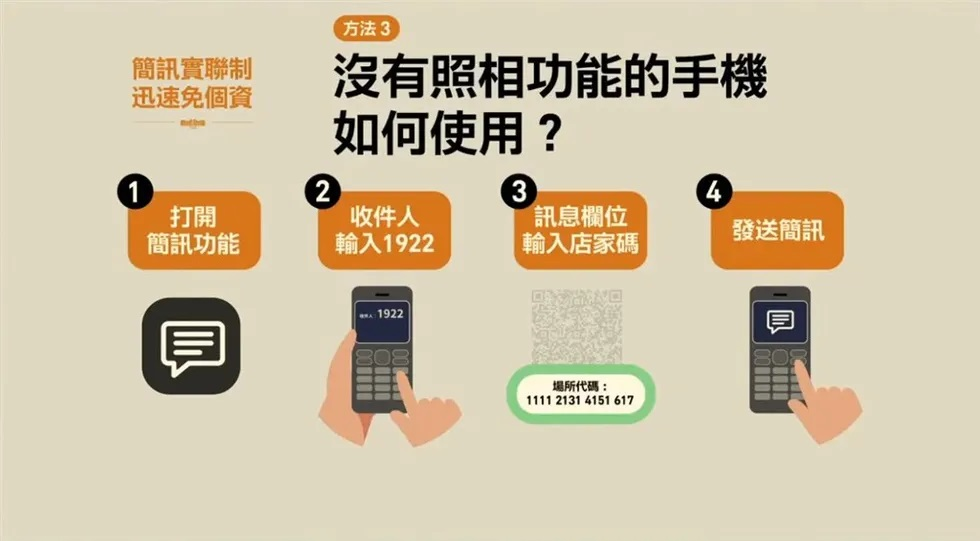 方法 3
簡訊實聯制
迅速免個資
沒有照相功能的手機
如何使用？
1
打開
簡訊功能
2
收件人
輸入1922
3
訊息欄位
輸入店家碼
4
發送簡訊
收件人：1922
場所代碼：
1111 2131 4151 617